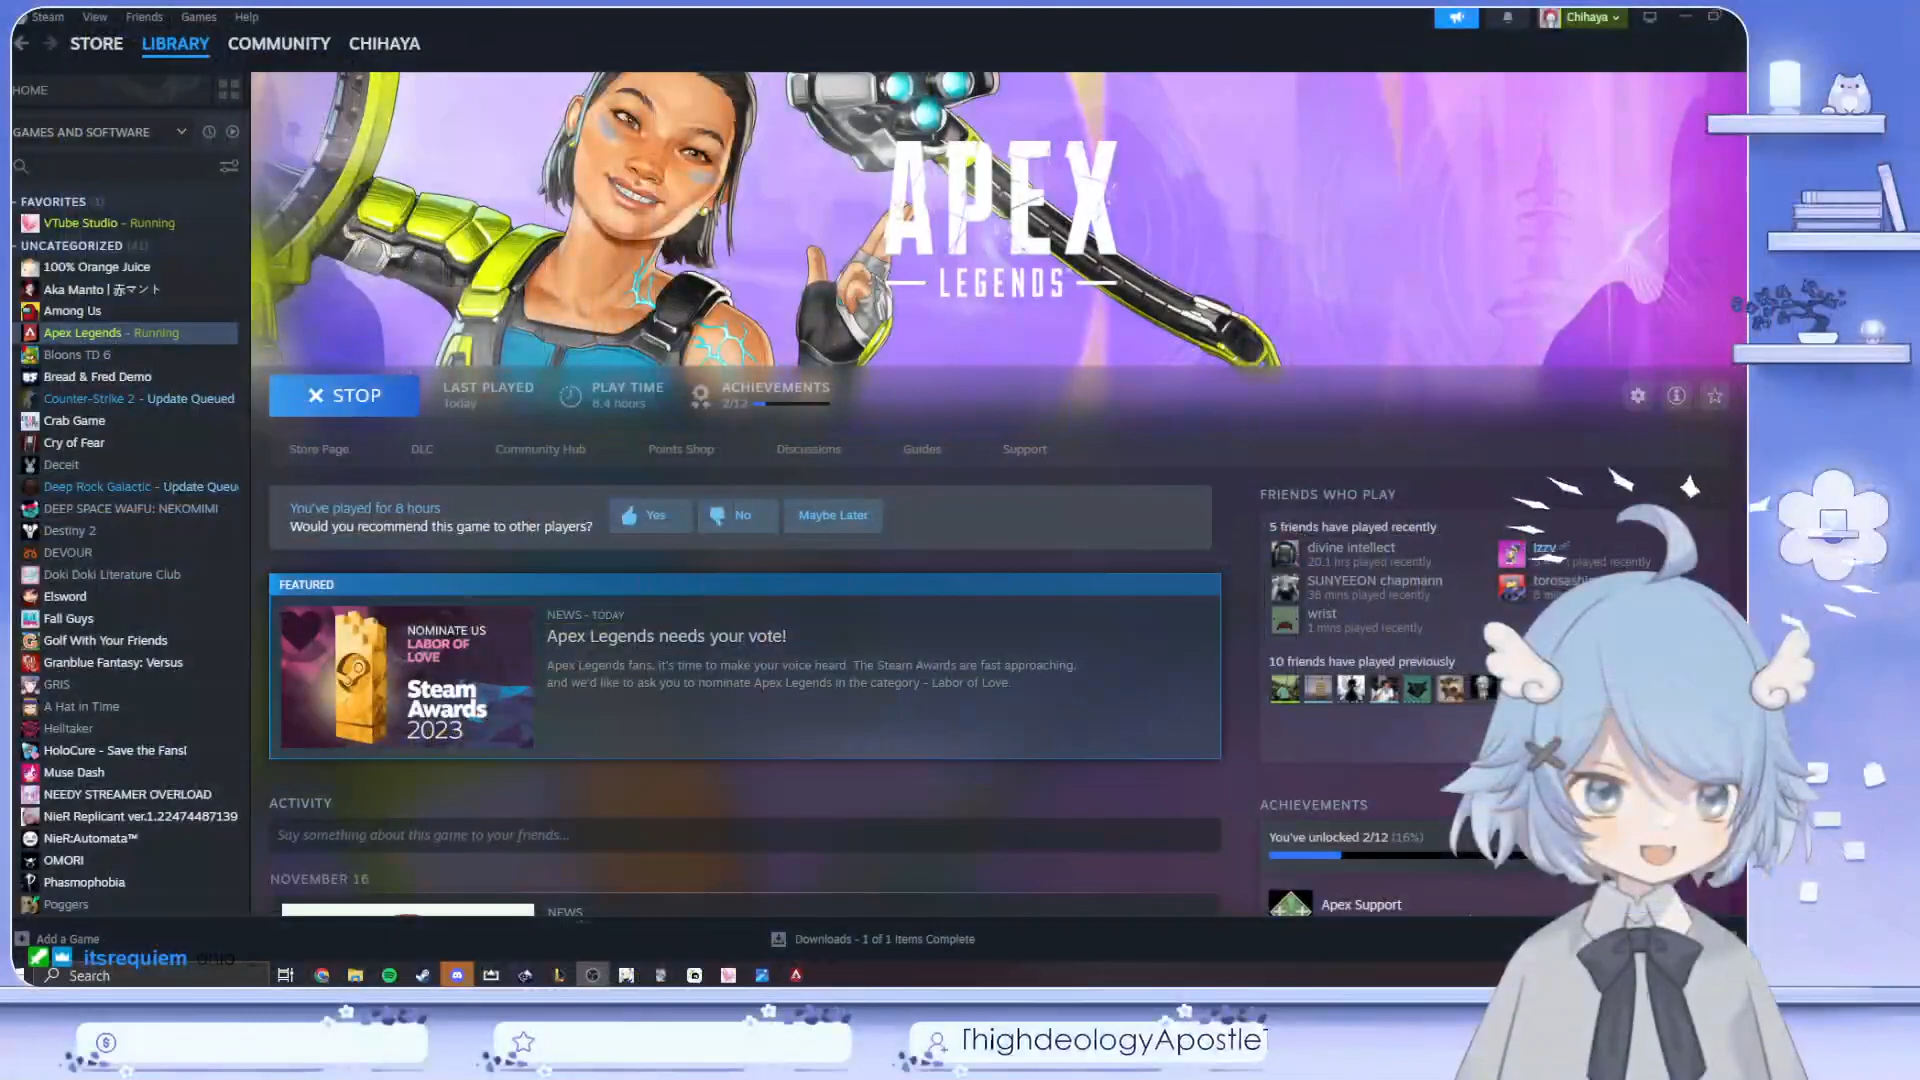 Steam View Friends Games Help
Chihaya
STORE LIBRARY COMMUNITY CHIHAYA
HOME
GAMES AND SOFTWARE
FAVORITES (1)
VTube Studio - Running
UNCATEGORIZED (41)
100% Orange Juice
Aka Manto | 赤マント
Among Us
Apex Legends - Running
Bloons TD 6
Bread & Fred Demo
Counter-Strike 2 - Update Queued
Crab Game
Cry of Fear
Deceit
Deep Rock Galactic - Update Queu
DEEP SPACE WAIFU: NEKOMIMI
Destiny 2
DEVOUR
Doki Doki Literature Club
Elsword
Fall Guys
Golf With Your Friends
Granblue Fantasy: Versus
GRIS
A Hat in Time
Helltaker
HoloCure - Save the Fans!
Muse Dash
NEEDY STREAMER OVERLOAD
NieR Replicant ver.1.22474487139
NieR:Automata™
OMORI
Phasmophobia
Poggers
Add a Game
APEX
LEGENDS
STOP
LAST PLAYED
Today
PLAY TIME
8.4 hours
ACHIEVEMENTS
2/12
Store Page DLC Community Hub Points Shop Discussions Guides Support
You've played for 8 hours
Would you recommend this game to other players?
Yes No Maybe Later
FEATURED
NOMINATE US
LABOR OF
LOVE
Steam
Awards
2023
NEWS - TODAY
Apex Legends needs your vote!
Apex Legends fans, it's time to make your voice heard. The Steam Awards are fast approaching,
and we'd like to ask you to nominate Apex Legends in the category - Labor of Love.
ACTIVITY
Say something about this game to your friends...
NOVEMBER 16
NEWS
FRIENDS WHO PLAY
5 friends have played recently
divine intellect
20.1 hrs played recently
Izzy
played recently
SUNYEEON chapmann
36 mins played recently
wrist
1 mins played recently
10 friends have played previously
ACHIEVEMENTS
You've unlocked 2/12 (16%)
Apex Support
Downloads - 1 of 1 Items Complete
itsrequiem
Search
ThighdeologyApostle